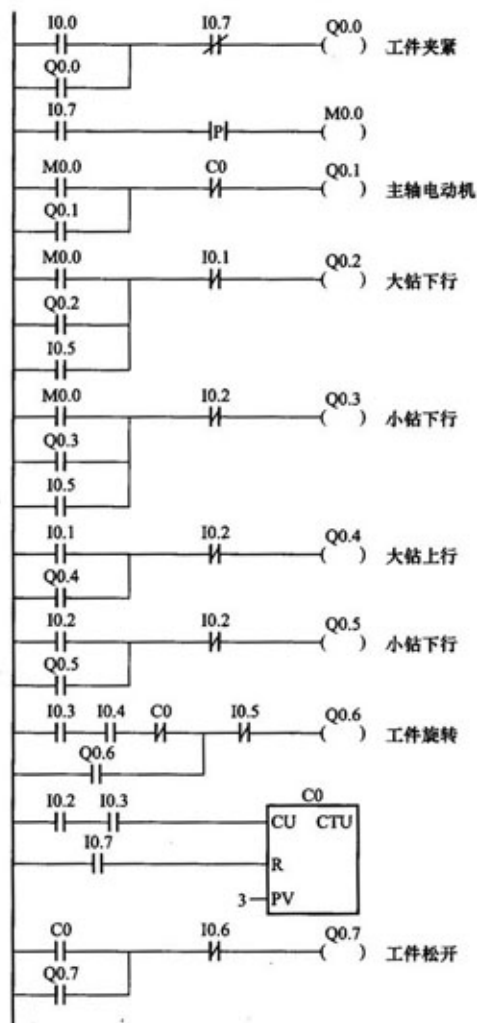 I0.0 I0.7 Q0.0
工件夹紧
Q0.0
I0.7 P M0.0
M0.0 C0 Q0.1
主轴电动机
Q0.1
M0.0 I0.1 Q0.2
大钻下行
Q0.2
I0.5
M0.0 I0.2 Q0.3
小钻下行
Q0.3
I0.5
I0.1 I0.2 Q0.4
大钻上行
Q0.4
I0.2 I0.2 Q0.5
小钻下行
Q0.5
I0.3 I0.4 C0 I0.5 Q0.6
工件旋转
Q0.6
C0
I0.2 I0.3
CU CTU
I0.7
R
3 PV
C0 I0.6 Q0.7
工件松开
Q0.7